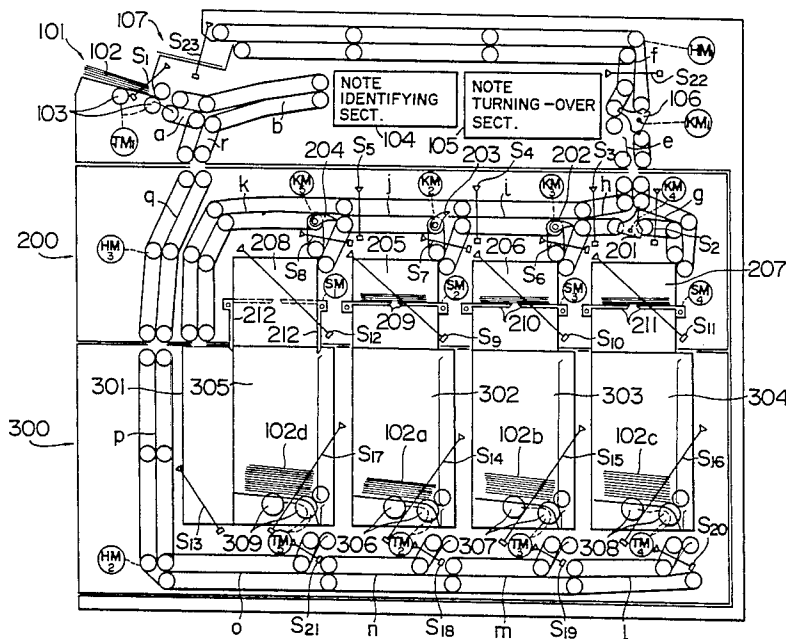 107
101
102
S1
S23
HM1
f
a
S22
103
NOTE
IDENTIFYING
SECT.
NOTE
TURNING-OVER
SECT.
106
KM1
TM1
a
b
104
105
e
r
S5
203
S4
202
S3
KM4
q
k
KM
204
j
KM2
i
KM3
h
g
200
HM3
208
205
206
201
S2
S8
S7
S6
207
SM1
SM2
SM3
SM4
212
212
209
210
211
S12
S9
S10
S11
301
305
302
303
304
300
p
102d
S17
102a
S14
102b
S15
102c
S16
S13
309
306
307
308
S20
HM2
TM
TM2
TM3
TM4
o
S21
n
S18
m
S19
l